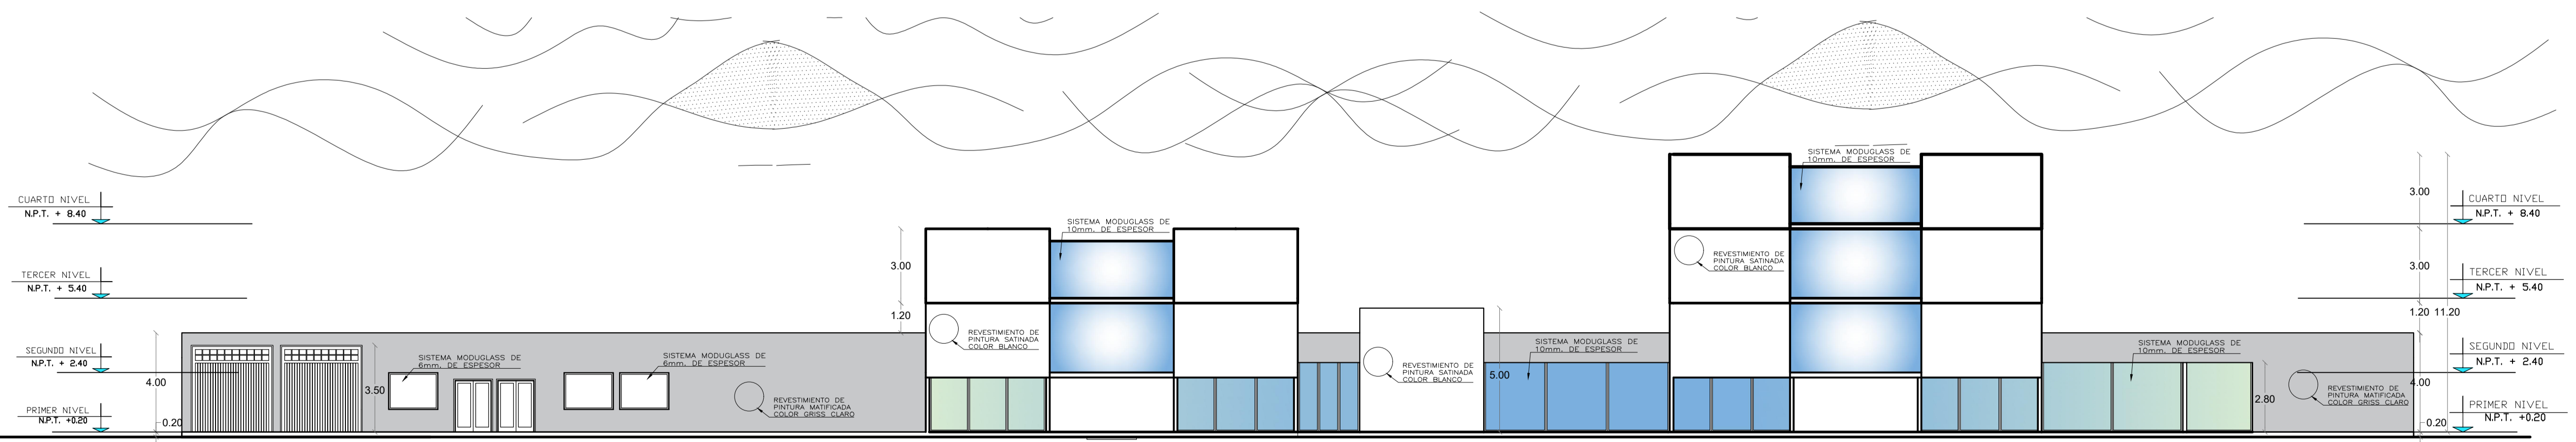 CUARTO NIVEL
N.P.T. + 8.40
TERCER NIVEL
N.P.T. + 5.40
SEGUNDO NIVEL
N.P.T. + 2.40
PRIMER NIVEL
N.P.T. +0.20
4.00
0.20
3.50
SISTEMA MODUGLASS DE
6mm. DE ESPESOR
SISTEMA MODUGLASS DE
6mm. DE ESPESOR
REVESTIMIENTO DE
PINTURA MATIFICADA
COLOR GRISS CLARO
3.00
1.20
SISTEMA MODUGLASS DE
10mm. DE ESPESOR
REVESTIMIENTO DE
PINTURA SATINADA
COLOR BLANCO
REVESTIMIENTO DE
PINTURA SATINADA
COLOR BLANCO
5.00
SISTEMA MODUGLASS DE
10mm. DE ESPESOR
SISTEMA MODUGLASS DE
10mm. DE ESPESOR
REVESTIMIENTO DE
PINTURA SATINADA
COLOR BLANCO
SISTEMA MODUGLASS DE
10mm. DE ESPESOR
2.80
REVESTIMIENTO DE
PINTURA MATIFICADA
COLOR GRISS CLARO
3.00
3.00
1.20
11.20
4.00
0.20
CUARTO NIVEL
N.P.T. + 8.40
TERCER NIVEL
N.P.T. + 5.40
SEGUNDO NIVEL
N.P.T. + 2.40
PRIMER NIVEL
N.P.T. +0.20